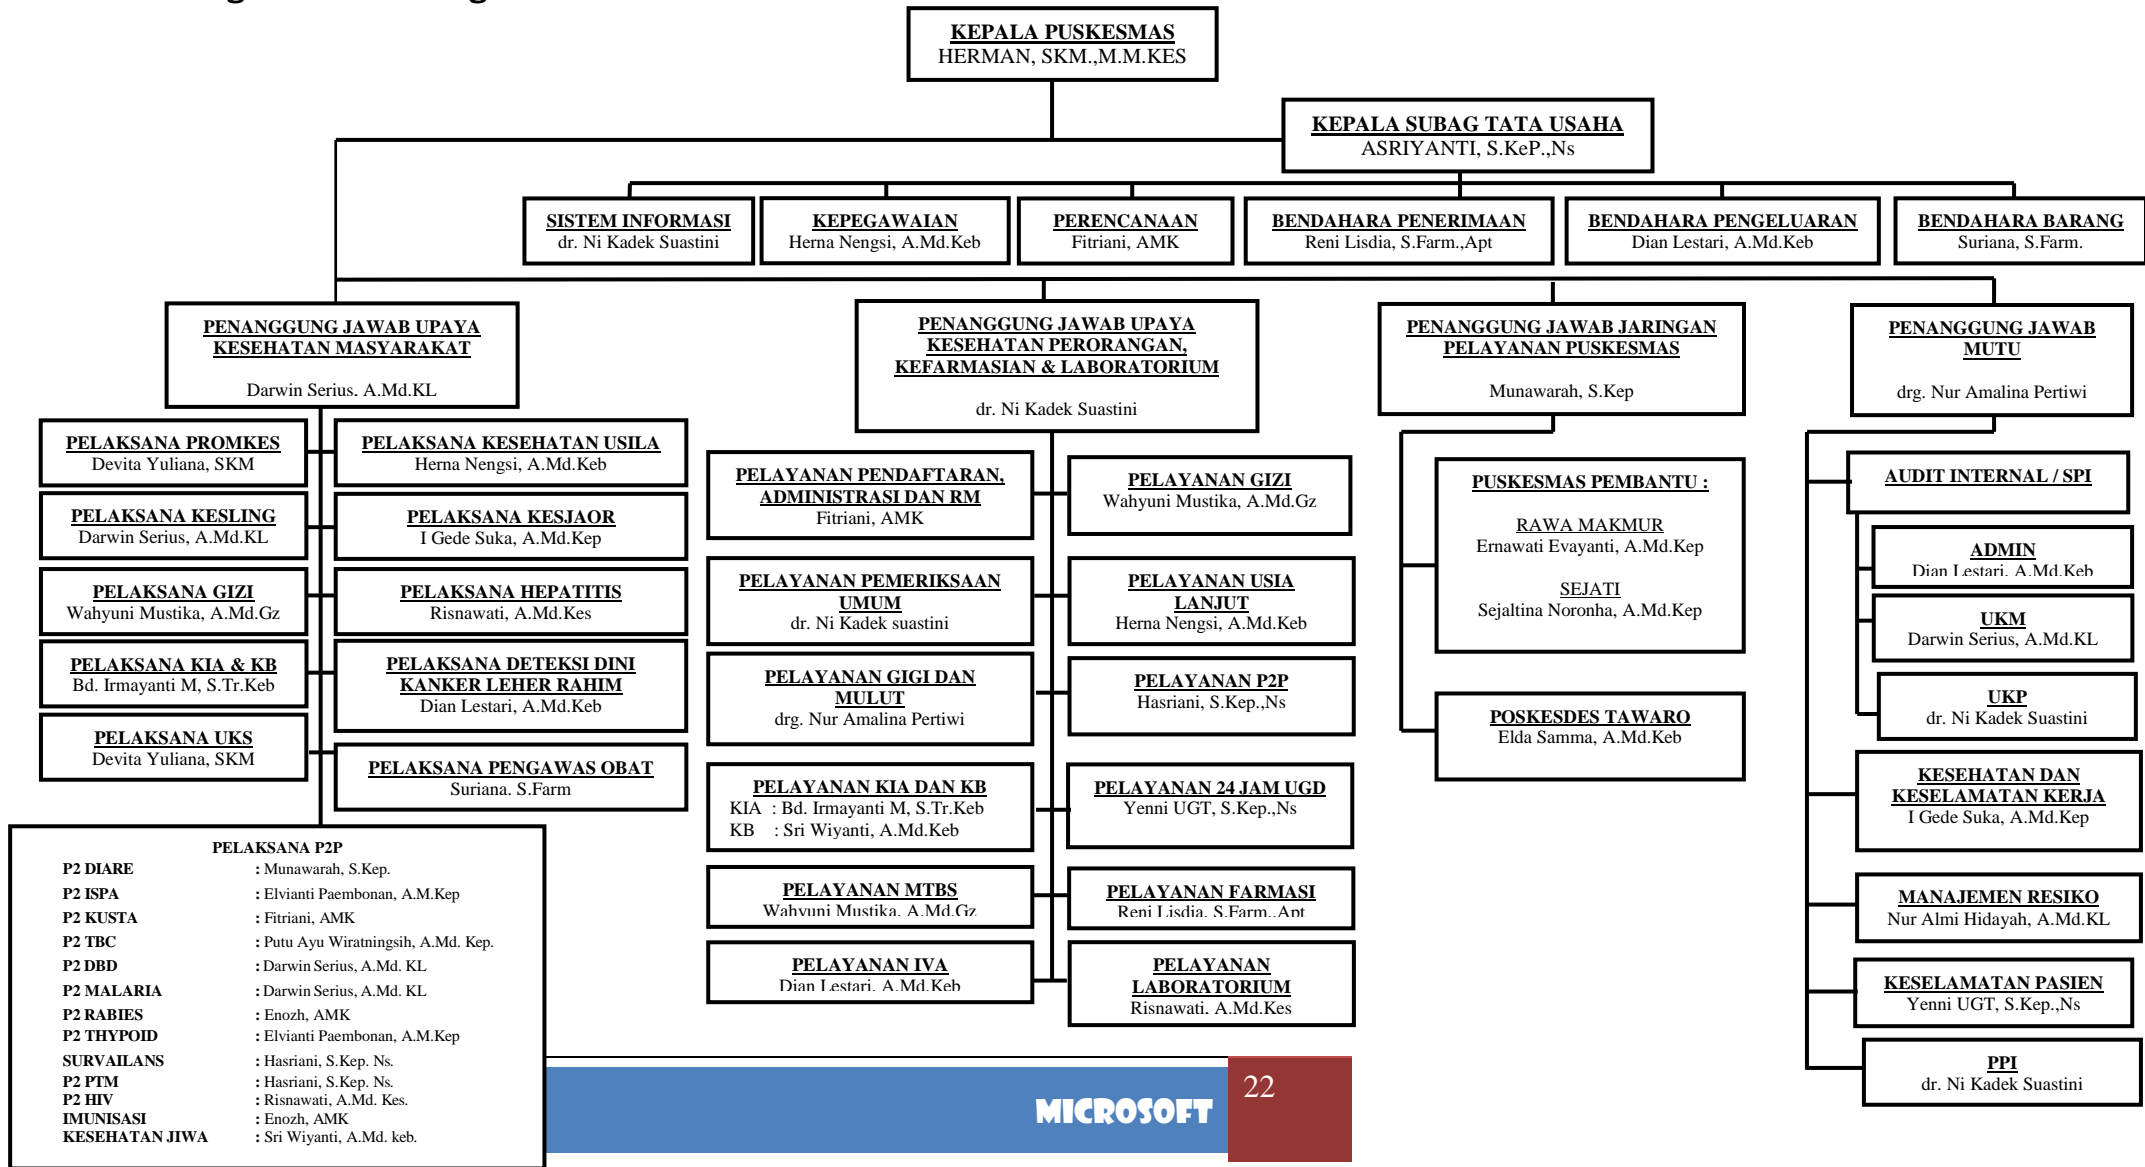 KEPALA PUSKESMAS
HERMAN, SKM.,M.M.KES
KEPALA SUBAG TATA USAHA
ASRIYANTI, S.KeP.,Ns
SISTEM INFORMASI
dr. Ni Kadek Suastini
KEPEGAWAIAN
Herna Nengsi, A.Md.Keb
PERENCANAAN
Fitriani, AMK
BENDAHARA PENERIMAAN
Reni Lisdia, S.Farm.,Apt
BENDAHARA PENGELUARAN
Dian Lestari, A.Md.Keb
BENDAHARA BARANG
Suriana, S.Farm.
PENANGGUNG JAWAB UPAYA
KESEHATAN MASYARAKAT
Darwin Serius. A.Md.KL
PENANGGUNG JAWAB UPAYA
KESEHATAN PERORANGAN,
KEFARMASIAN & LABORATORIUM
dr. Ni Kadek Suastini
PENANGGUNG JAWAB JARINGAN
PELAYANAN PUSKESMAS
Munawarah, S.Kep
PENANGGUNG JAWAB
MUTU
drg. Nur Amalina Pertiwi
PELAKSANA PROMKES
Devita Yuliana, SKM
PELAKSANA KESEHATAN USILA
Herna Nengsi, A.Md.Keb
PELAKSANA KESLING
Darwin Serius, A.Md.KL
PELAKSANA KESJAOR
I Gede Suka, A.Md.Kep
PELAKSANA GIZI
Wahyuni Mustika, A.Md.Gz
PELAKSANA HEPATITIS
Risnawati, A.Md.Kes
PELAKSANA KIA & KB
Bd. Irmayanti M, S.Tr.Keb
PELAKSANA DETEKSI DINI
KANKER LEHER RAHIM
Dian Lestari, A.Md.Keb
PELAKSANA UKS
Devita Yuliana, SKM
PELAKSANA PENGAWAS OBAT
Suriana. S.Farm
PELAKSANA P2P
P2 DIARE : Munawarah, S.Kep.
P2 ISPA : Elvianti Paembonan, A.M.Kep
P2 KUSTA : Fitriani, AMK
P2 TBC : Putu Ayu Wiratningsih, A.Md. Kep.
P2 DBD : Darwin Serius, A.Md. KL
P2 MALARIA : Darwin Serius, A.Md. KL
P2 RABIES : Enozh, AMK
P2 THYPOID : Elvianti Paembonan, A.M.Kep
SURVAILANS : Hasriani, S.Kep. Ns.
P2 PTM : Hasriani, S.Kep. Ns.
P2 HIV : Risnawati, A.Md. Kes.
IMUNISASI : Enozh, AMK
KESEHATAN JIWA : Sri Wiyanti, A.Md. keb.
PELAYANAN PENDAFTARAN,
ADMINISTRASI DAN RM
Fitriani, AMK
PELAYANAN GIZI
Wahyuni Mustika, A.Md.Gz
PELAYANAN PEMERIKSAAN
UMUM
dr. Ni Kadek suastini
PELAYANAN USIA
LANJUT
Herna Nengsi, A.Md.Keb
PELAYANAN GIGI DAN
MULUT
drg. Nur Amalina Pertiwi
PELAYANAN P2P
Hasriani, S.Kep.,Ns
PELAYANAN KIA DAN KB
KIA : Bd. Irmayanti M, S.Tr.Keb
KB : Sri Wiyanti, A.Md.Keb
PELAYANAN 24 JAM UGD
Yenni UGT, S.Kep.,Ns
PELAYANAN MTBS
Wahyuni Mustika. A.Md.Gz
PELAYANAN FARMASI
Reni Lisdia. S.Farm..Apt
PELAYANAN IVA
Dian Lestari. A.Md.Keb
PELAYANAN
LABORATORIUM
Risnawati. A.Md.Kes
PUSKESMAS PEMBANTU :
RAWA MAKMUR
Ernawati Evayanti, A.Md.Kep
SEJATI
Sejaltina Noronha, A.Md.Kep
POSKESDES TAWARO
Elda Samma, A.Md.Keb
AUDIT INTERNAL / SPI
ADMIN
Dian Lestari. A.Md.Keb
UKM
Darwin Serius, A.Md.KL
UKP
dr. Ni Kadek Suastini
KESEHATAN DAN
KESELAMATAN KERJA
I Gede Suka, A.Md.Kep
MANAJEMEN RESIKO
Nur Almi Hidayah, A.Md.KL
KESELAMATAN PASIEN
Yenni UGT, S.Kep.,Ns
PPI
dr. Ni Kadek Suastini
MICROSOFT
22